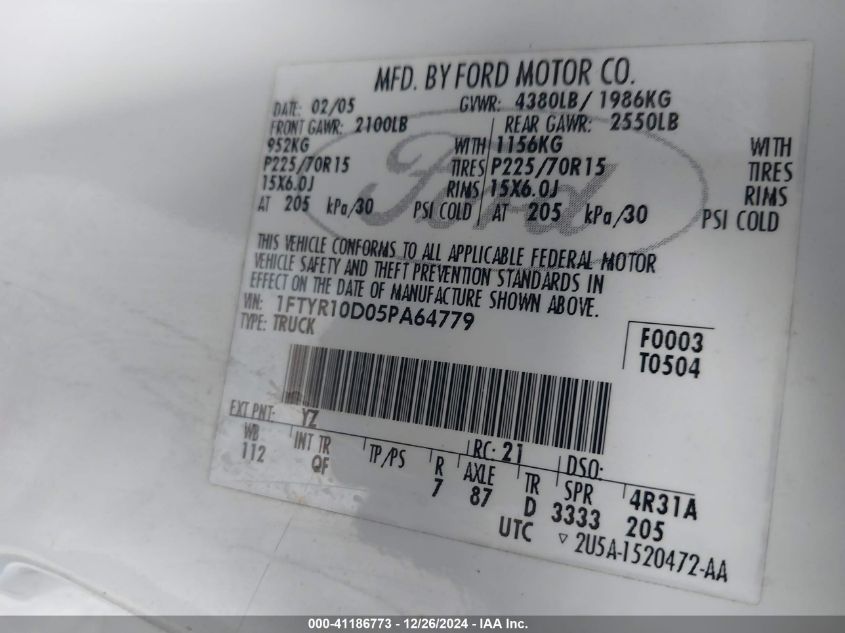 MFD. BY FORD MOTOR CO.
DATE: 02/05 GVWR: 4380LB/ 1986KG
FRONT GAWR: 2100LB REAR GAWR: 2550LB
952KG WITH 1156KG WITH
P225/70R15 TIRES P225/70R15 TIRES
15X6.0J RIMS 15X6.0J RIMS
AT 205 kPa/30 PSI COLD AT 205 kPa/30 PSI COLD
Ford
THIS VEHICLE CONFORMS TO ALL APPLICABLE FEDERAL MOTOR
VEHICLE SAFETY AND THEFT PREVENTION STANDARDS IN
EFFECT ON THE DATE OF MANUFACTURE SHOWN ABOVE.
VIN: 1FTYR10D05PA64779
TYPE: TRUCK
F0003
T0504
EXT PNT: YZ RC: 21 DSO:
WB INT TR TP/PS R AXLE TR SPR 4R31A
112 QF 7 87 D 3333 205
UTC ▽ 2U5A-1520472-AA
000-41186773 - 12/26/2024 - IAA Inc.